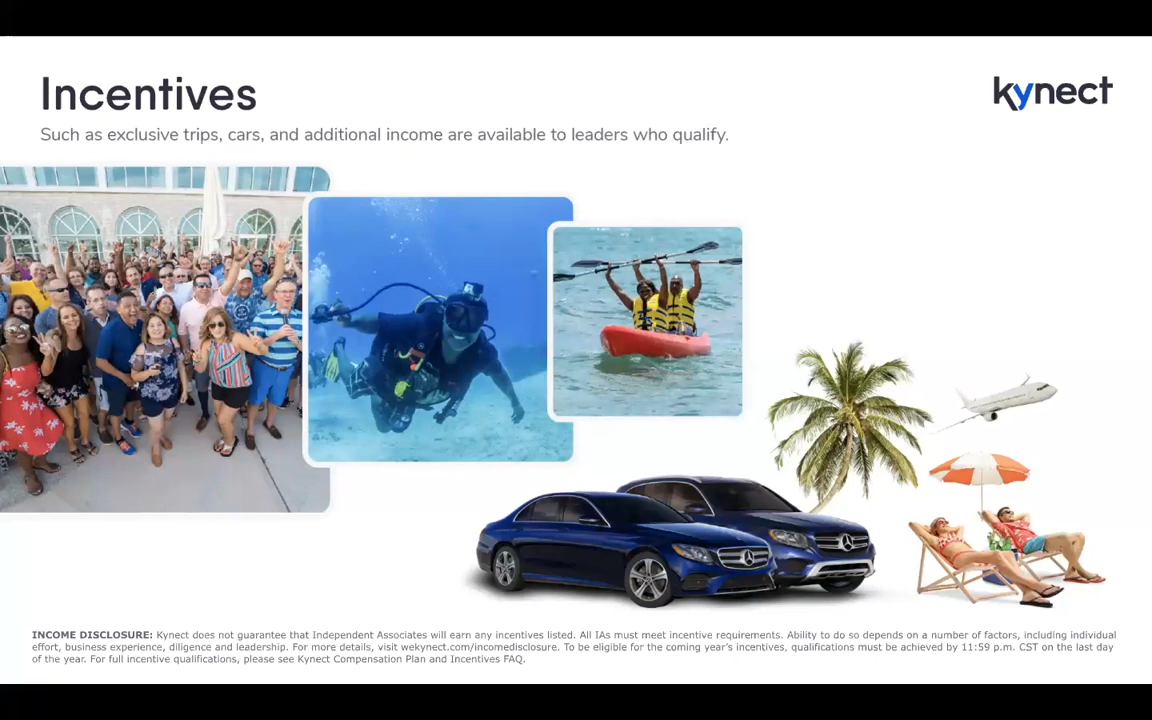 Incentives
kynect
Such as exclusive trips, cars, and additional income are available to leaders who qualify.
INCOME DISCLOSURE: Kynect does not guarantee that Independent Associates will earn any incentives listed. All IAs must meet incentive requirements. Ability to do so depends on a number of factors, including individual
effort, business experience, diligence and leadership. For more details, visit wekynect.com/incomedisclosure. To be eligible for the coming year's incentives, qualifications must be achieved by 11:59 p.m. CST on the last day
of the year. For full incentive qualifications, please see Kynect Compensation Plan and Incentives FAQ.